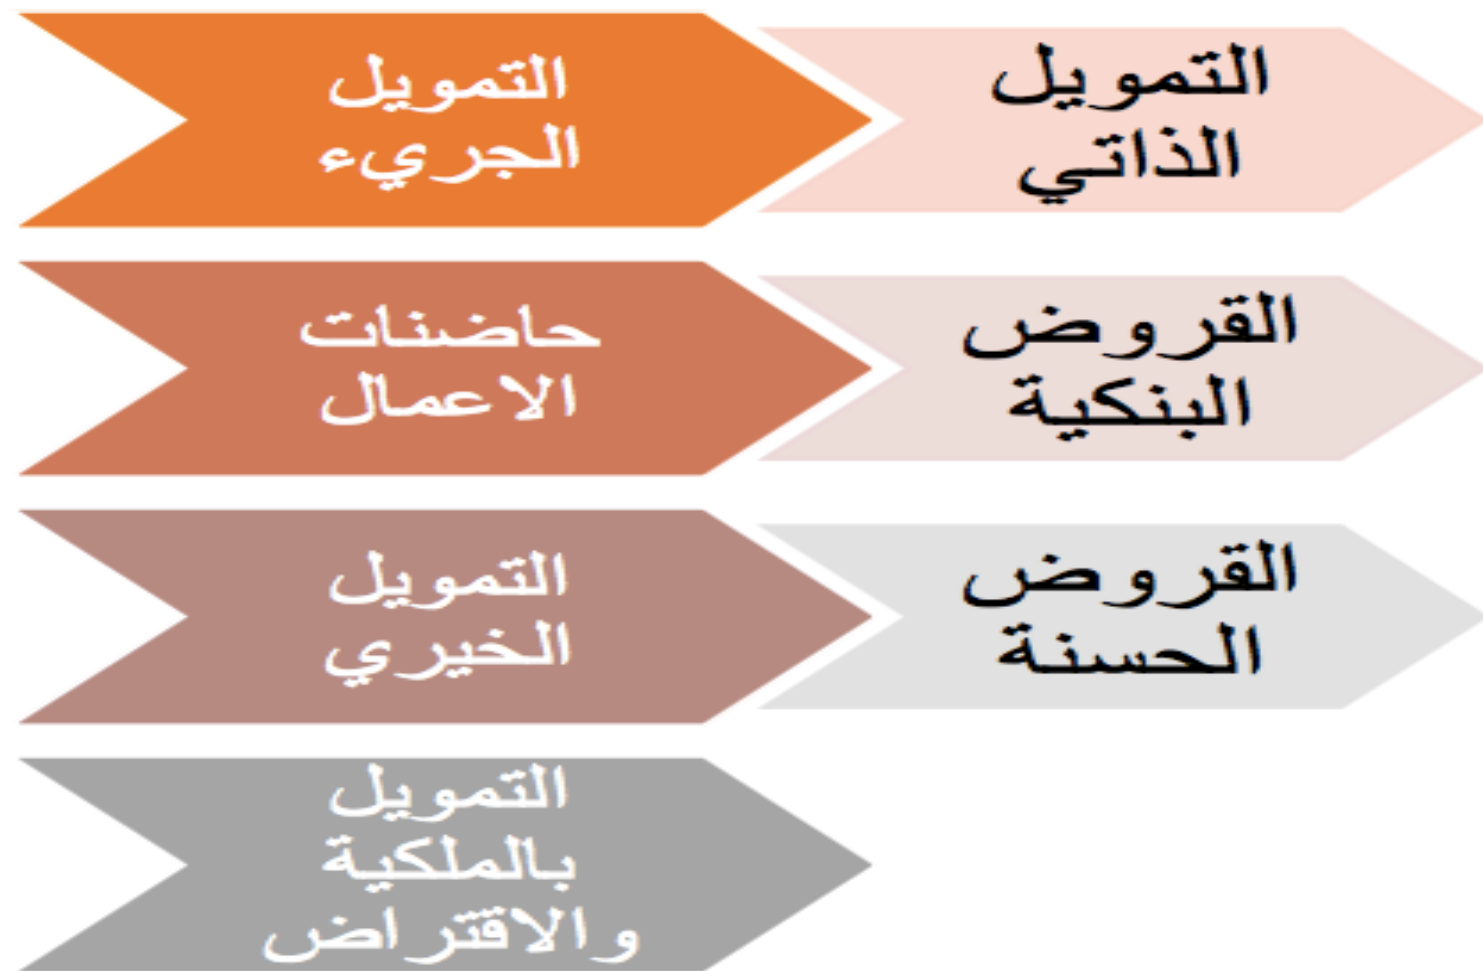 التمويل
الجريء
التمويل
الذاتي
حاضنات
الاعمال
القروض
البنكية
التمويل
الخيري
القروض
الحسنة
التمويل
بالملكية
والاقتراض